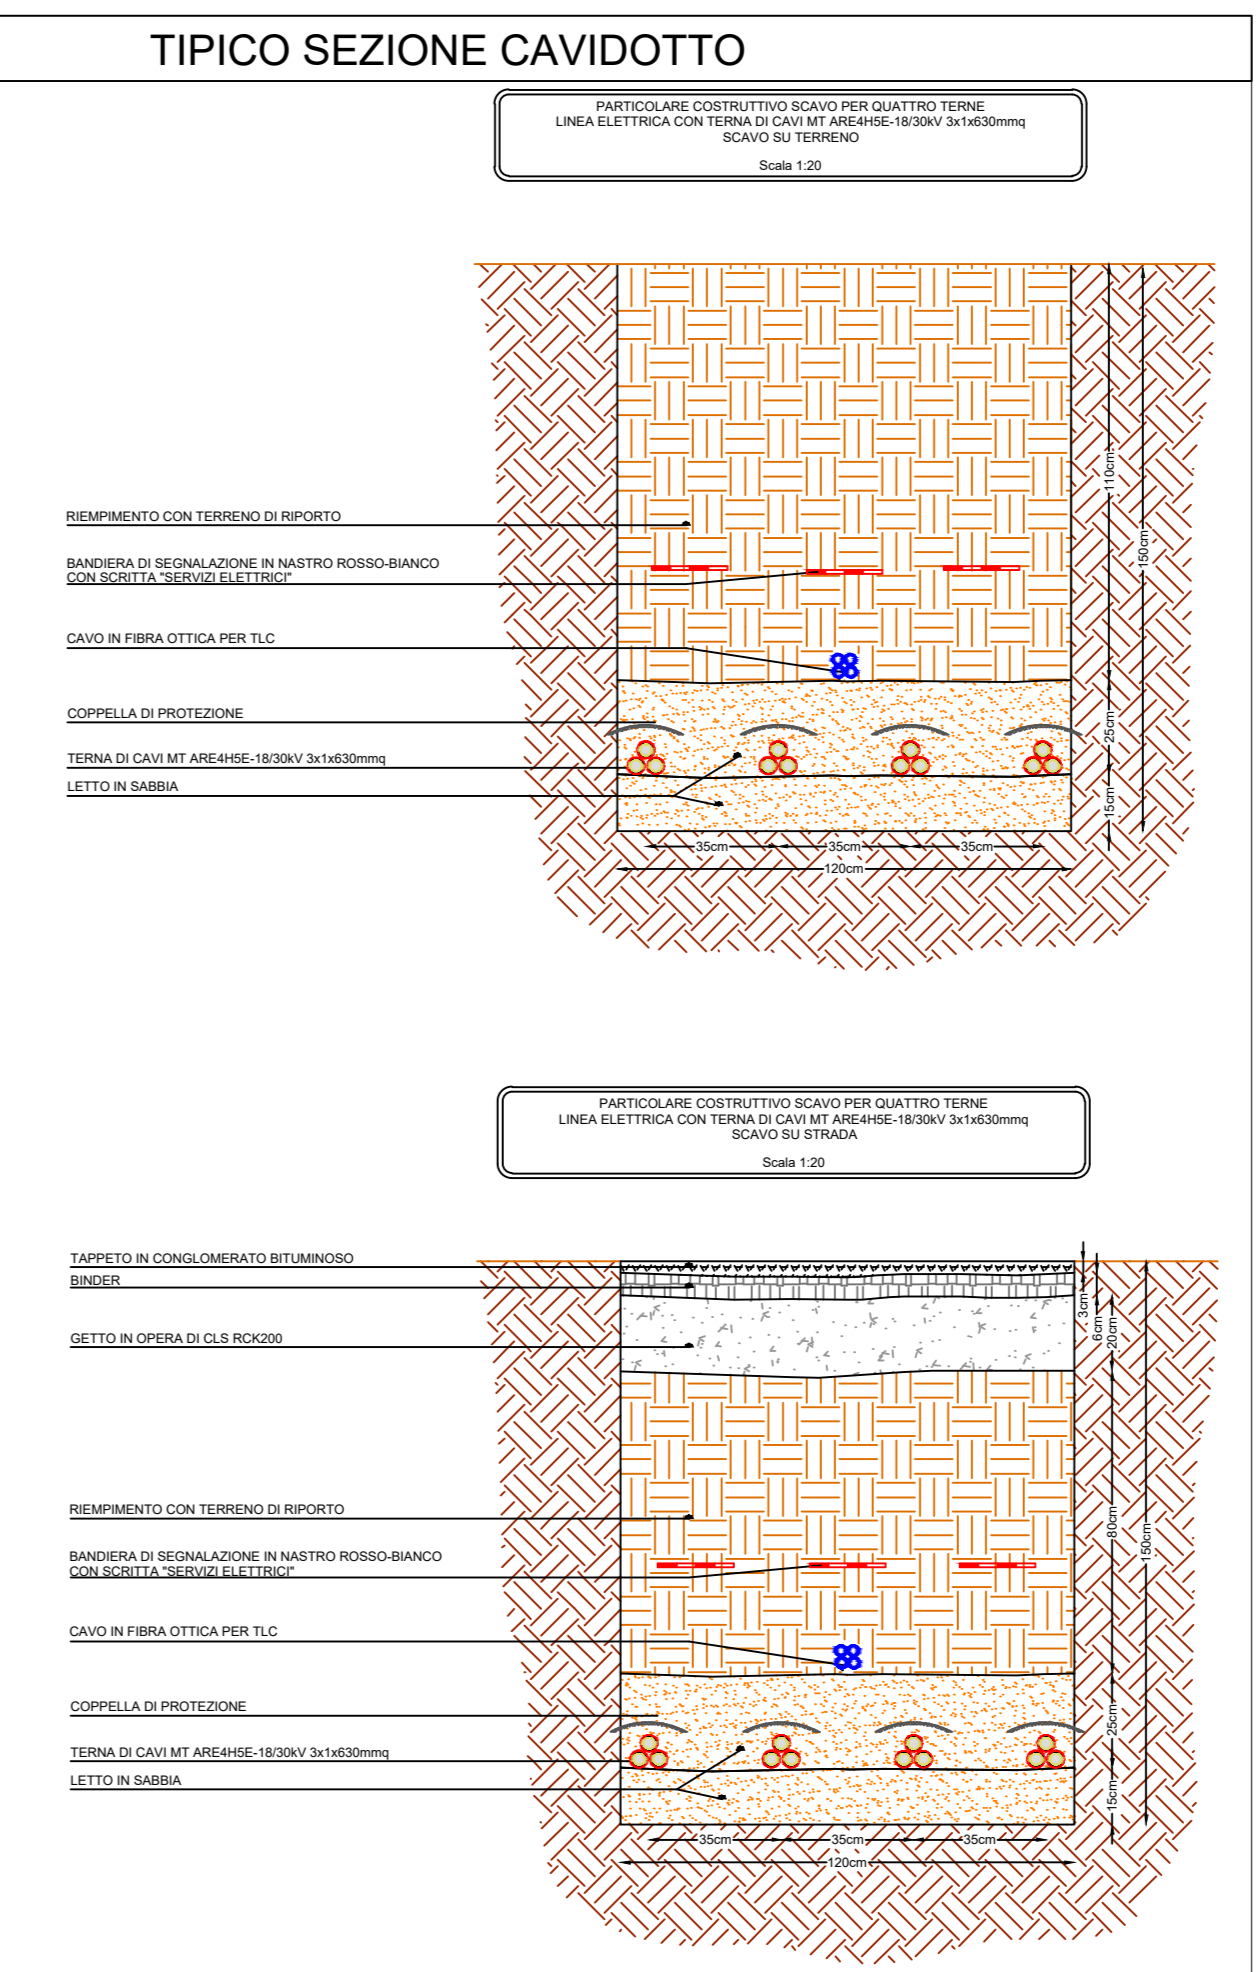 TIPICO SEZIONE CAVIDOTTO
PARTICOLARE COSTRUTTIVO SCAVO PER QUATTRO TERNE
LINEA ELETTRICA CON TERNA DI CAVI MT ARE4H5E-18/30kV 3x1x630mmq
SCAVO SU TERRENO
Scala 1:20
RIEMPIMENTO CON TERRENO DI RIPORTO
BANDIERA DI SEGNALAZIONE IN NASTRO ROSSO-BIANCO
CON SCRITTA "SERVIZI ELETTRICI"
CAVO IN FIBRA OTTICA PER TLC
COPPELLA DI PROTEZIONE
TERNA DI CAVI MT ARE4H5E-18/30kV 3x1x630mmq
LETTO IN SABBIA
110cm
150cm
25cm
15cm
35cm
35cm
35cm
120cm
PARTICOLARE COSTRUTTIVO SCAVO PER QUATTRO TERNE
LINEA ELETTRICA CON TERNA DI CAVI MT ARE4H5E-18/30kV 3x1x630mmq
SCAVO SU STRADA
Scala 1:20
TAPPETO IN CONGLOMERATO BITUMINOSO
BINDER
GETTO IN OPERA DI CLS RCK200
RIEMPIMENTO CON TERRENO DI RIPORTO
BANDIERA DI SEGNALAZIONE IN NASTRO ROSSO-BIANCO
CON SCRITTA "SERVIZI ELETTRICI"
CAVO IN FIBRA OTTICA PER TLC
COPPELLA DI PROTEZIONE
TERNA DI CAVI MT ARE4H5E-18/30kV 3x1x630mmq
LETTO IN SABBIA
3cm
6cm
20cm
80cm
150cm
25cm
15cm
35cm
35cm
35cm
120cm